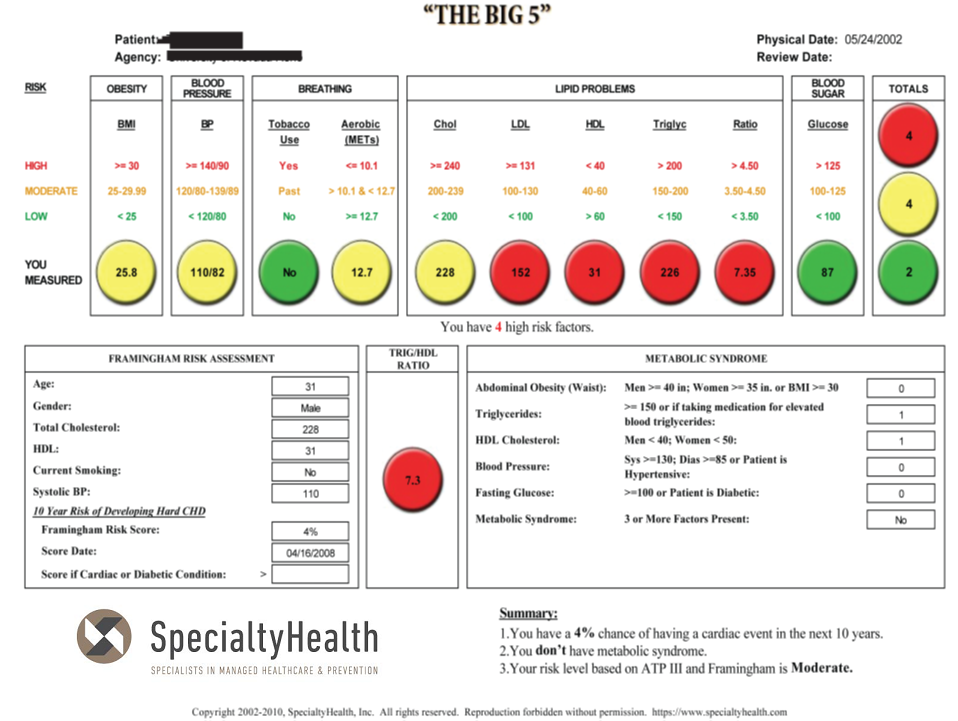 “THE BIG 5”
Patient:
Agency:
Physical Date: 05/24/2002
Review Date:
RISK OBESITY BLOOD PRESSURE BREATHING LIPID PROBLEMS BLOOD SUGAR TOTALS
BMI BP Tobacco Use Aerobic (METs) Chol LDL HDL Triglyc Ratio Glucose
HIGH >= 30 >= 140/90 Yes <= 10.1 >= 240 >= 131 < 40 > 200 > 4.50 > 125 4
MODERATE 25-29.99 120/80-139/89 Past > 10.1 & < 12.7 200-239 100-130 40-60 150-200 3.50-4.50 100-125 4
LOW < 25 < 120/80 No >= 12.7 < 200 < 100 > 60 < 150 < 3.50 < 100
YOU MEASURED 25.8 110/82 No 12.7 228 152 31 226 7.35 87 2
You have 4 high risk factors.
FRAMINGHAM RISK ASSESSMENT
Age: 31
Gender: Male
Total Cholesterol: 228
HDL: 31
Current Smoking: No
Systolic BP: 110
10 Year Risk of Developing Hard CHD
Framingham Risk Score: 4%
Score Date: 04/16/2008
Score if Cardiac or Diabetic Condition: >
TRIG/HDL
RATIO
7.3
METABOLIC SYNDROME
Abdominal Obesity (Waist): Men >= 40 in; Women >= 35 in. or BMI >= 30 0
Triglycerides: >= 150 or if taking medication for elevated blood triglycerides: 1
HDL Cholesterol: Men < 40; Women < 50: 1
Blood Pressure: Sys >=130; Dias >=85 or Patient is Hypertensive: 0
Fasting Glucose: >=100 or Patient is Diabetic: 0
Metabolic Syndrome: 3 or More Factors Present: No
SpecialtyHealth
SPECIALISTS IN MANAGED HEALTHCARE & PREVENTION
Summary:
1.You have a 4% chance of having a cardiac event in the next 10 years.
2.You don’t have metabolic syndrome.
3.Your risk level based on ATP III and Framingham is Moderate.
Copyright 2002-2010, SpecialtyHealth, Inc. All rights reserved. Reproduction forbidden without permission. https://www.specialtyhealth.com